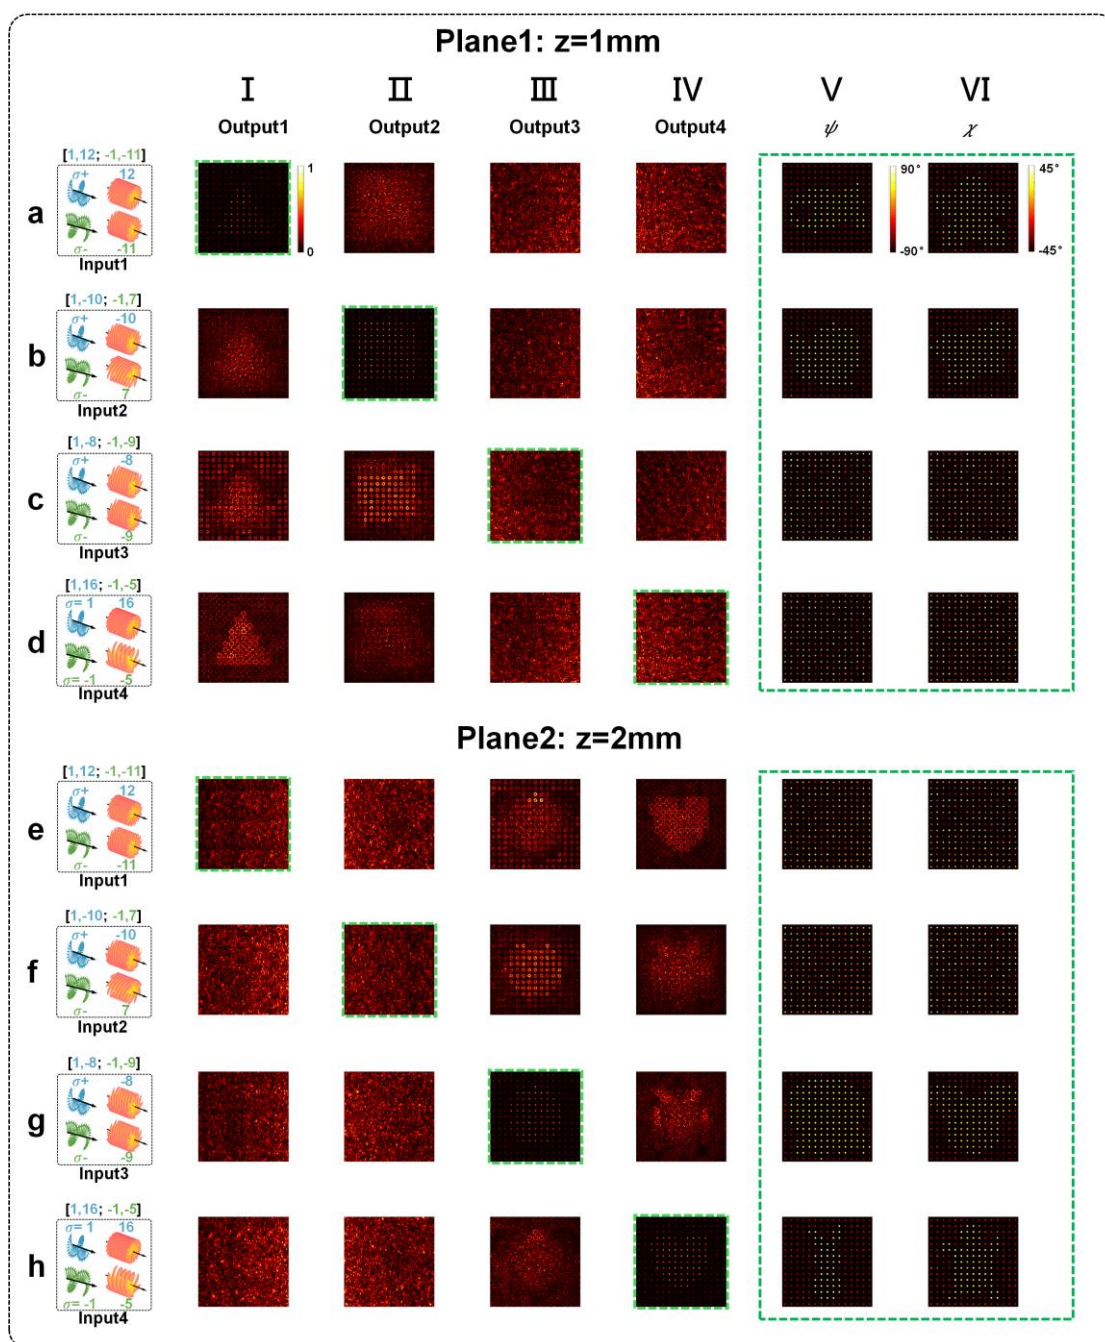 Plane1: z=1mm
I II III IV V VI
Output1 Output2 Output3 Output4 ψ χ
[1,12; -1,-11]
σ+ 12
a
σ- -11
Input1
1
0
90°
-90°
45°
-45°
[1,-10; -1,7]
σ+ -10
b
σ- 7
Input2
[1,-8; -1,-9]
σ+ -8
c
σ- -9
Input3
[1,16; -1,-5]
σ= 1 16
d
σ= -1 -5
Input4
Plane2: z=2mm
[1,12; -1,-11]
σ+ 12
e
σ- -11
Input1
[1,-10; -1,7]
σ+ -10
f
σ- 7
Input2
[1,-8; -1,-9]
σ+ -8
g
σ- -9
Input3
[1,16; -1,-5]
σ= 1 16
h
σ= -1 -5
Input4